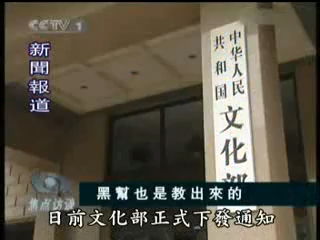 CCTV 1
新聞報道
中华人民共和国
文化部
焦点访谈
黑幫也是教出來的
日前文化部正式下發通知